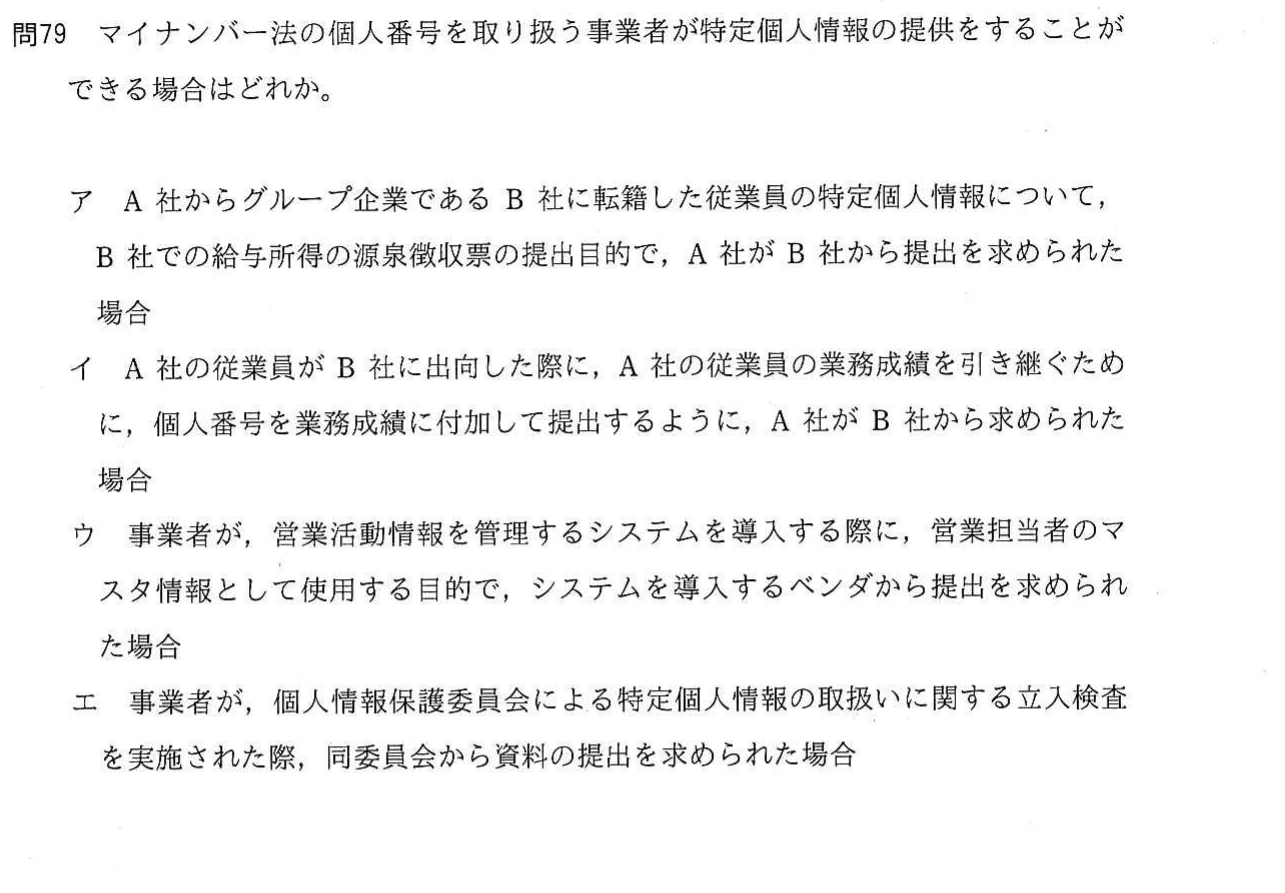 問79 マイナンバー法の個人番号を取り扱う事業者が特定個人情報の提供をすることが
できる場合はどれか。
ア A 社からグループ企業である B 社に転籍した従業員の特定個人情報について，
B 社での給与所得の源泉徴収票の提出目的で，A 社が B 社から提出を求められた
場合
イ A 社の従業員が B 社に出向した際に，A 社の従業員の業務成績を引き継ぐため
に，個人番号を業務成績に付加して提出するように，A 社が B 社から求められた
場合
ウ 事業者が，営業活動情報を管理するシステムを導入する際に，営業担当者のマ
スタ情報として使用する目的で，システムを導入するベンダから提出を求められ
た場合
エ 事業者が，個人情報保護委員会による特定個人情報の取扱いに関する立入検査
を実施された際，同委員会から資料の提出を求められた場合